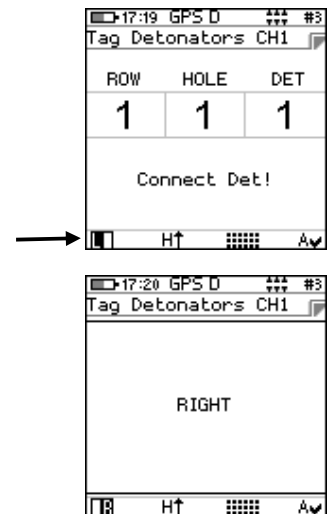 17:19 GPS D #3
Tag Detonators CH1
ROW HOLE DET
1 1 1
Connect Det!
H↑ A✔
17:20 GPS D #3
Tag Detonators CH1
RIGHT
R H↑ A✔